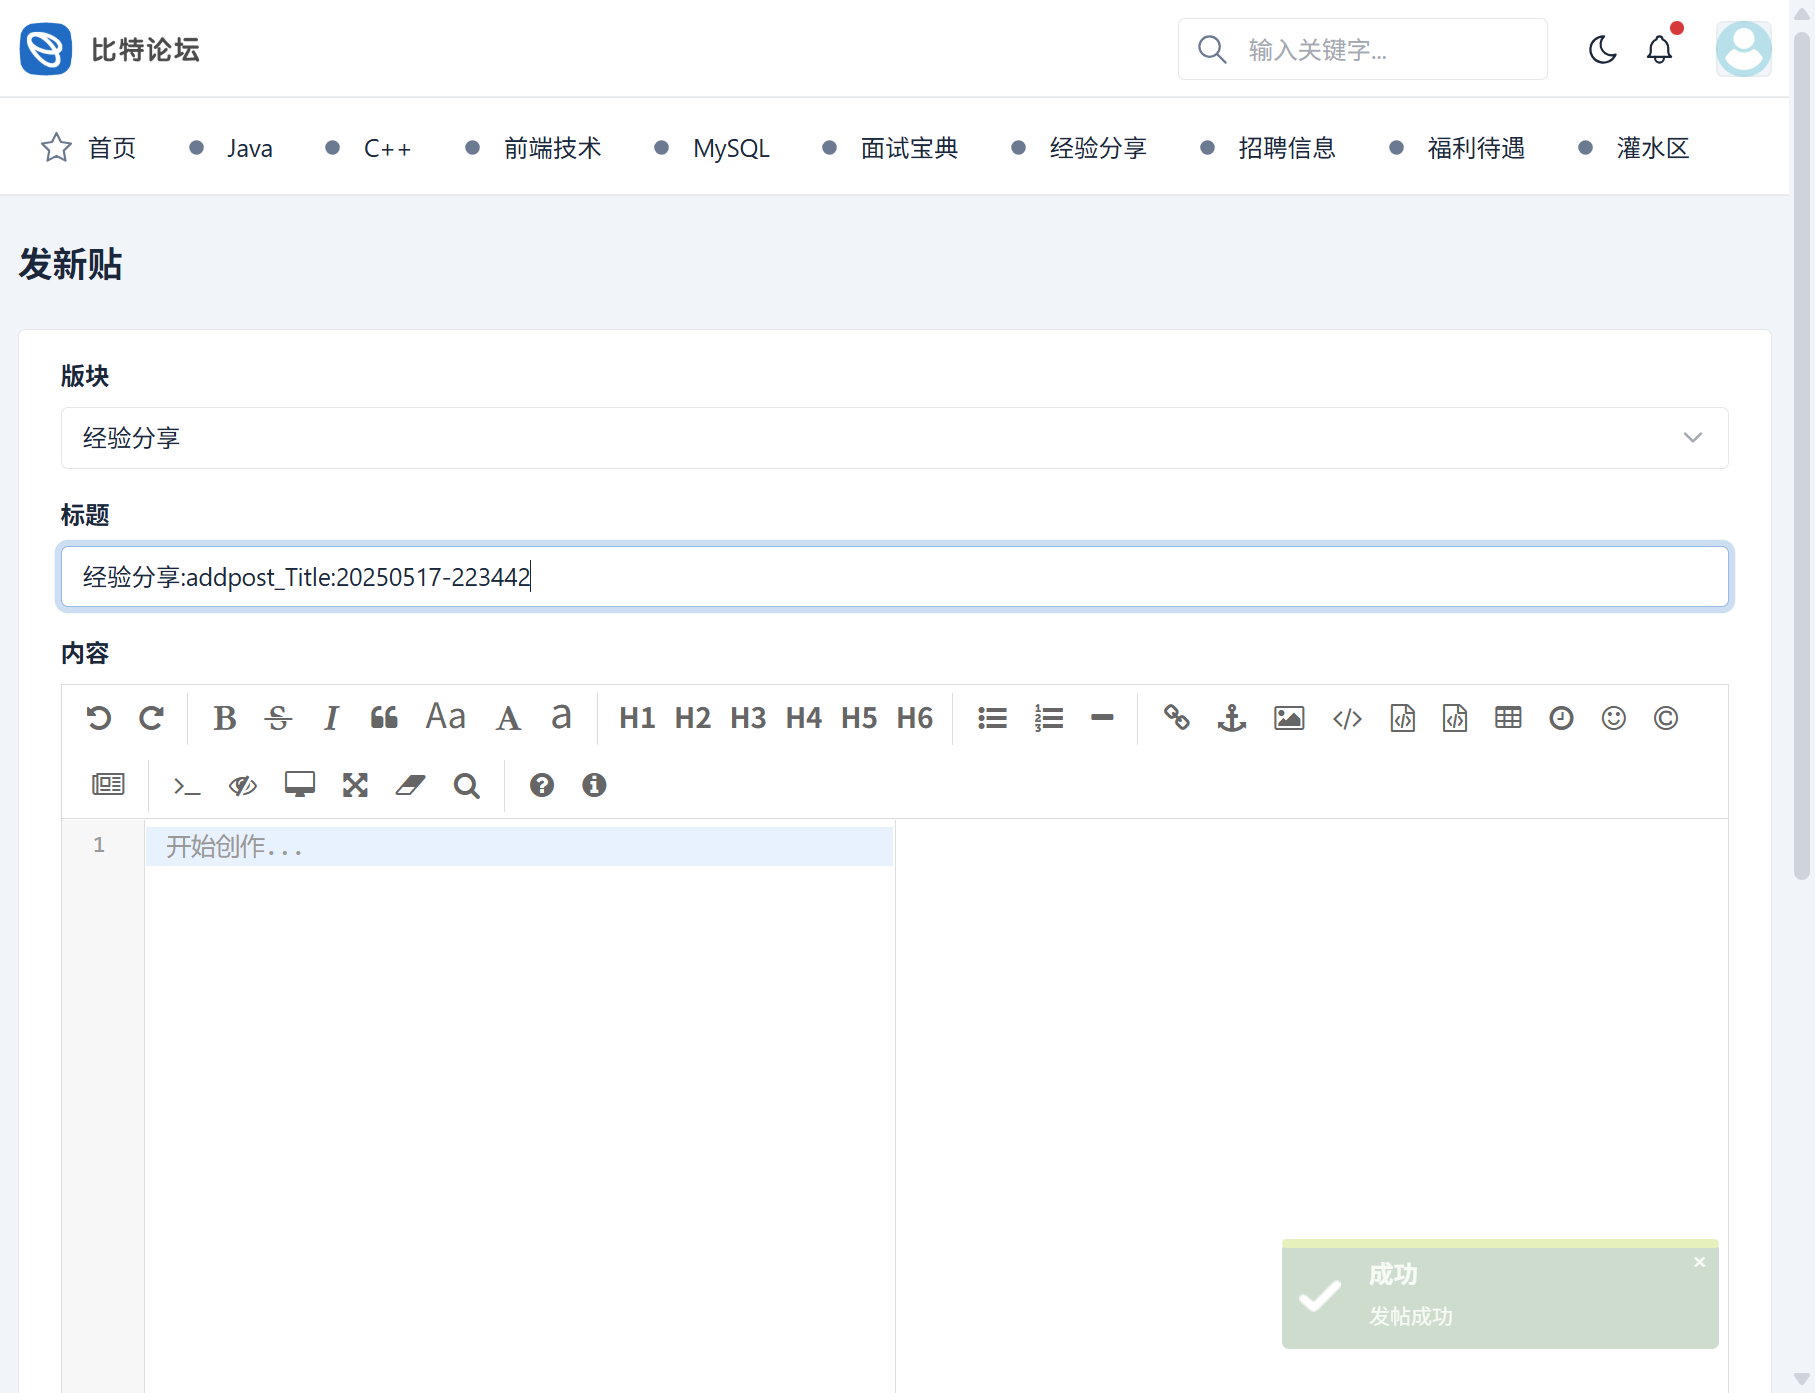 比特论坛
输入关键字...
首页 Java C++ 前端技术 MySQL 面试宝典 经验分享 招聘信息 福利待遇 灌水区
发新贴
版块
经验分享
标题
经验分享:addpost_Title:20250517-223442
内容
B S I Aa A a H1 H2 H3 H4 H5 H6
1 开始创作...
成功 ×
发帖成功